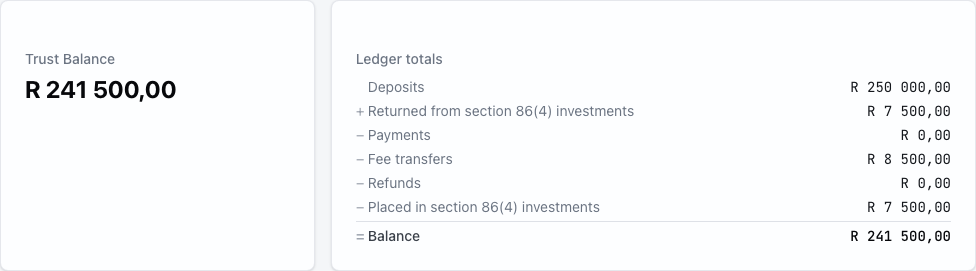 Trust Balance
R 241 500,00
Ledger totals
Deposits R 250 000,00
+ Returned from section 86(4) investments R 7 500,00
– Payments R 0,00
– Fee transfers R 8 500,00
– Refunds R 0,00
– Placed in section 86(4) investments R 7 500,00
= Balance R 241 500,00